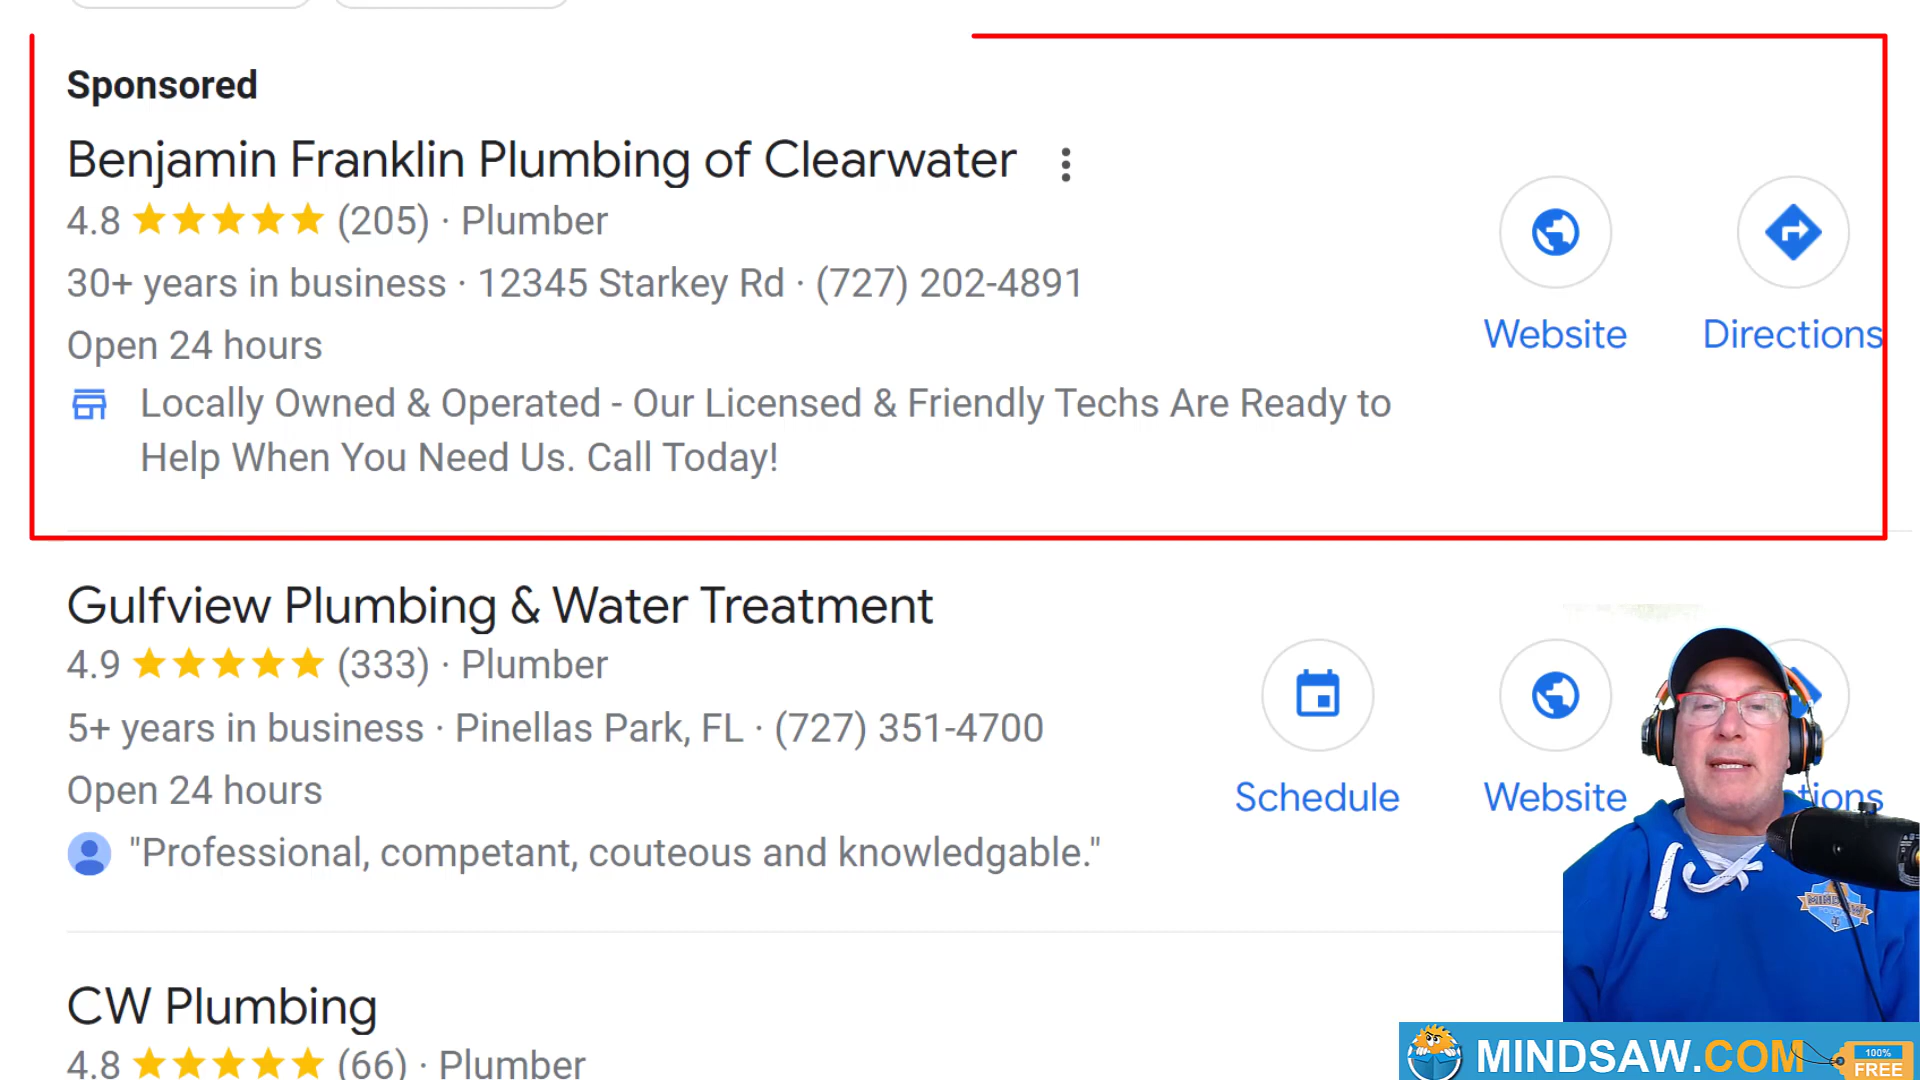 Sponsored
Benjamin Franklin Plumbing of Clearwater
4.8 (205) · Plumber
30+ years in business · 12345 Starkey Rd · (727) 202-4891
Open 24 hours
Locally Owned & Operated - Our Licensed & Friendly Techs Are Ready to
Help When You Need Us. Call Today!
Website
Directions
Gulfview Plumbing & Water Treatment
4.9 (333) · Plumber
5+ years in business · Pinellas Park, FL · (727) 351-4700
Open 24 hours
"Professional, competant, couteous and knowledgable."
Schedule
Website
tions
CW Plumbing
4.8 (66) · Plumber
MINDSAW.COM
100%
FREE